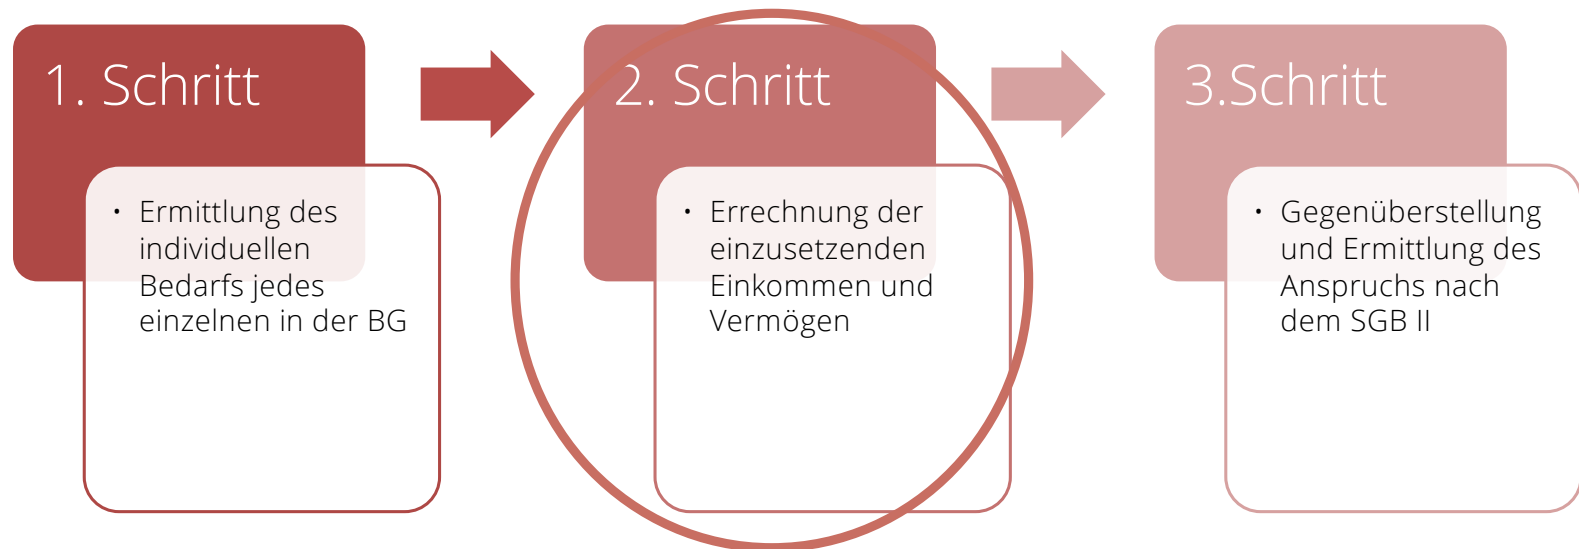 1. Schritt
• Ermittlung des
individuellen
Bedarfs jedes
einzelnen in der BG
2. Schritt
• Errechnung der
einzusetzenden
Einkommen und
Vermögen
3.Schritt
• Gegenüberstellung
und Ermittlung des
Anspruchs nach
dem SGB II